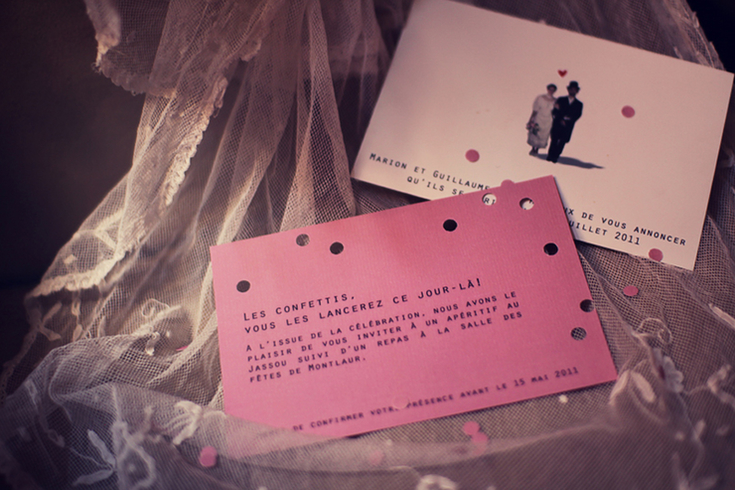 Marion et Guillaume
qu'ils se
x de vous annoncer
uillet 2011
Les confettis,
vous les lancerez ce jour-là!
A l'issue de la célébration, nous avons le
plaisir de vous inviter à un apéritif au
Jassou suivi d'un repas à la salle des
fêtes de Montlaur.
de confirmer votre présence avant le 15 mai 2011